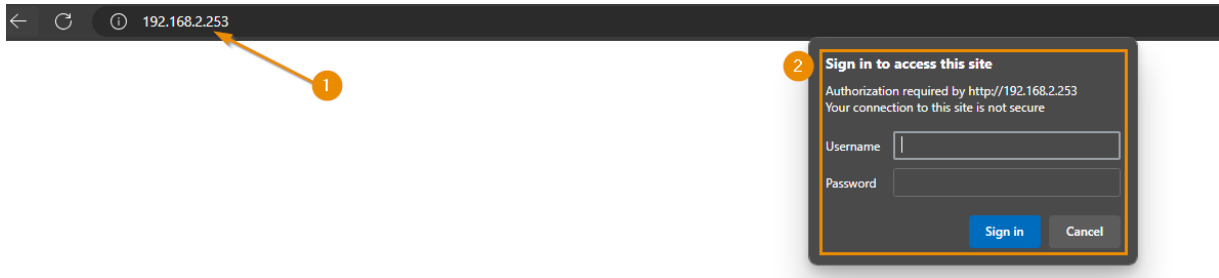 192.168.2.253
1
2
Sign in to access this site
Authorization required by http://192.168.2.253
Your connection to this site is not secure
Username
Password
Sign in Cancel